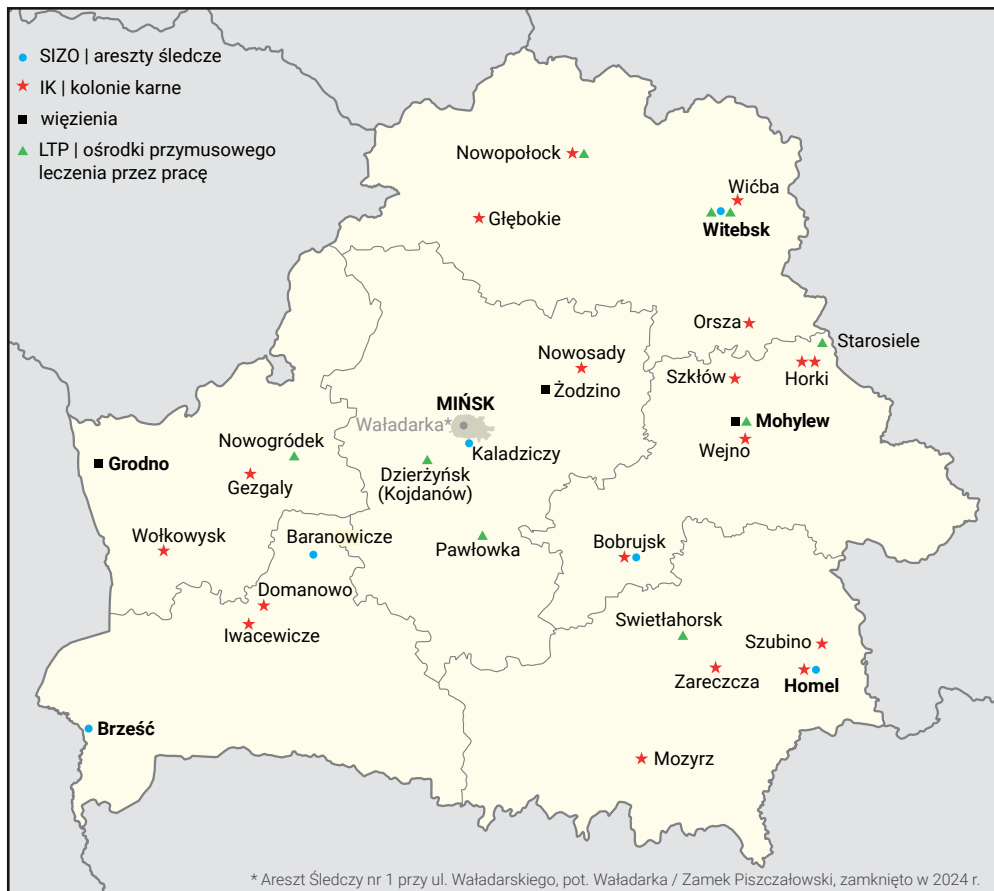 SIZO | areszty śledcze
IK | kolonie karne
więzienia
LTP | ośrodki przymusowego
leczenia przez pracę
Nowopołock
Wićba
Głębokie
Witebsk
Orsza
Starosiele
Nowosady
Szkłów
Horki
Żodzino
MIŃSK
Waładarka*
Mohylew
Nowogródek
Kaladziczy
Wejno
Grodno
Gezgaly
Dzierżyńsk
(Kojdanów)
Wołkowysk
Baranowicze
Pawłowka
Bobrujsk
Domanowo
Iwacewicze
Swietłahorsk
Szubino
Zareczcza
Homel
Brześć
Mozyrz
* Areszt Śledczy nr 1 przy ul. Waładarskiego, pot. Waładarka / Zamek Piszczałowski, zamknięto w 2024 r.